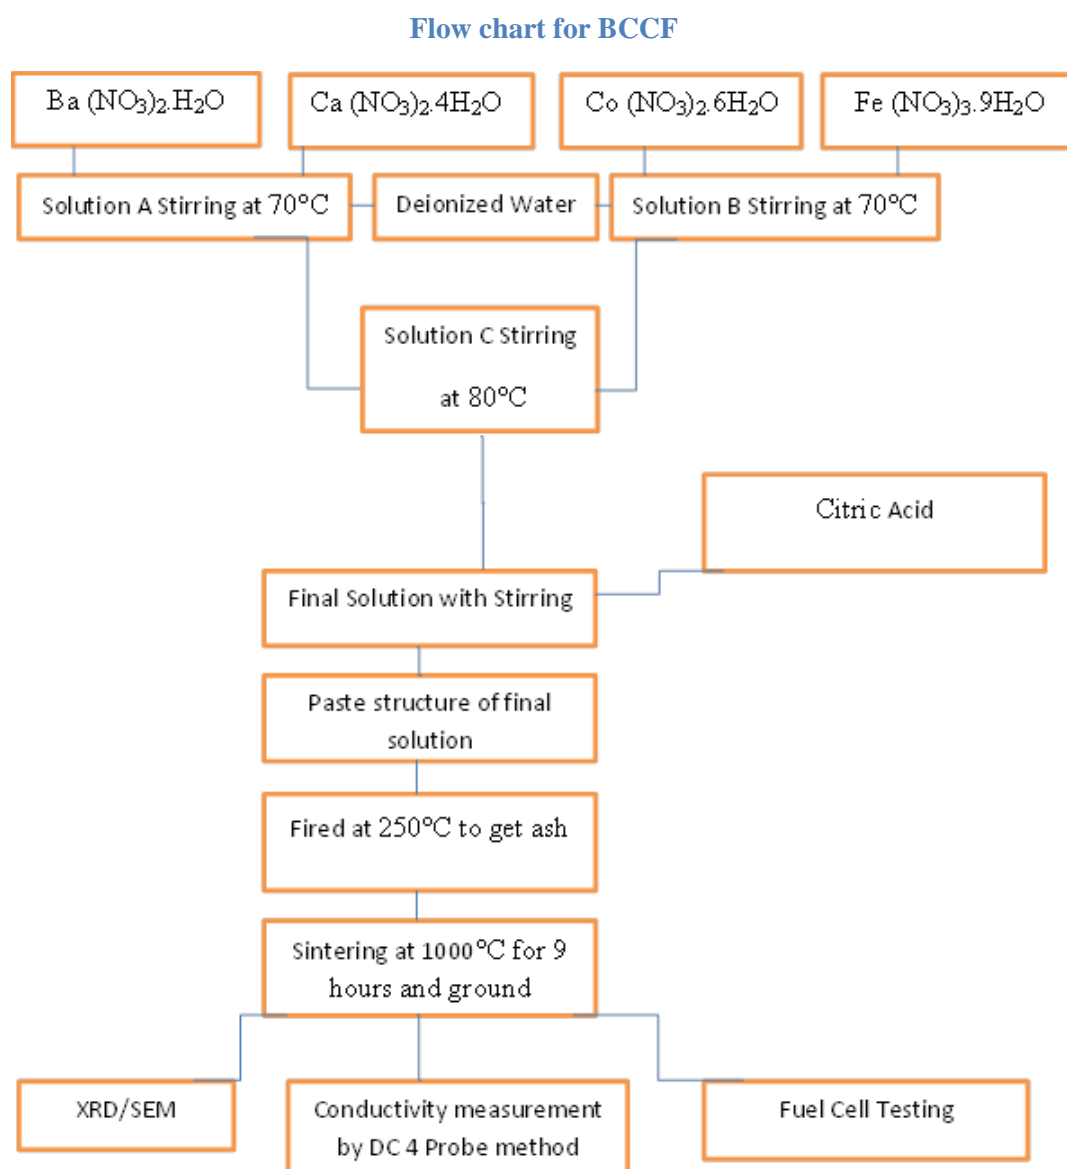 Flow chart for BCCF
Ba (NO₃)₂.H₂O
Ca (NO₃)₂.4H₂O
Co (NO₃)₂.6H₂O
Fe (NO₃)₃.9H₂O
Solution A Stirring at 70°C
Deionized Water
Solution B Stirring at 70°C
Solution C Stirring
at 80°C
Citric Acid
Final Solution with Stirring
Paste structure of final
solution
Fired at 250°C to get ash
Sintering at 1000°C for 9
hours and ground
XRD/SEM
Conductivity measurement
by DC 4 Probe method
Fuel Cell Testing